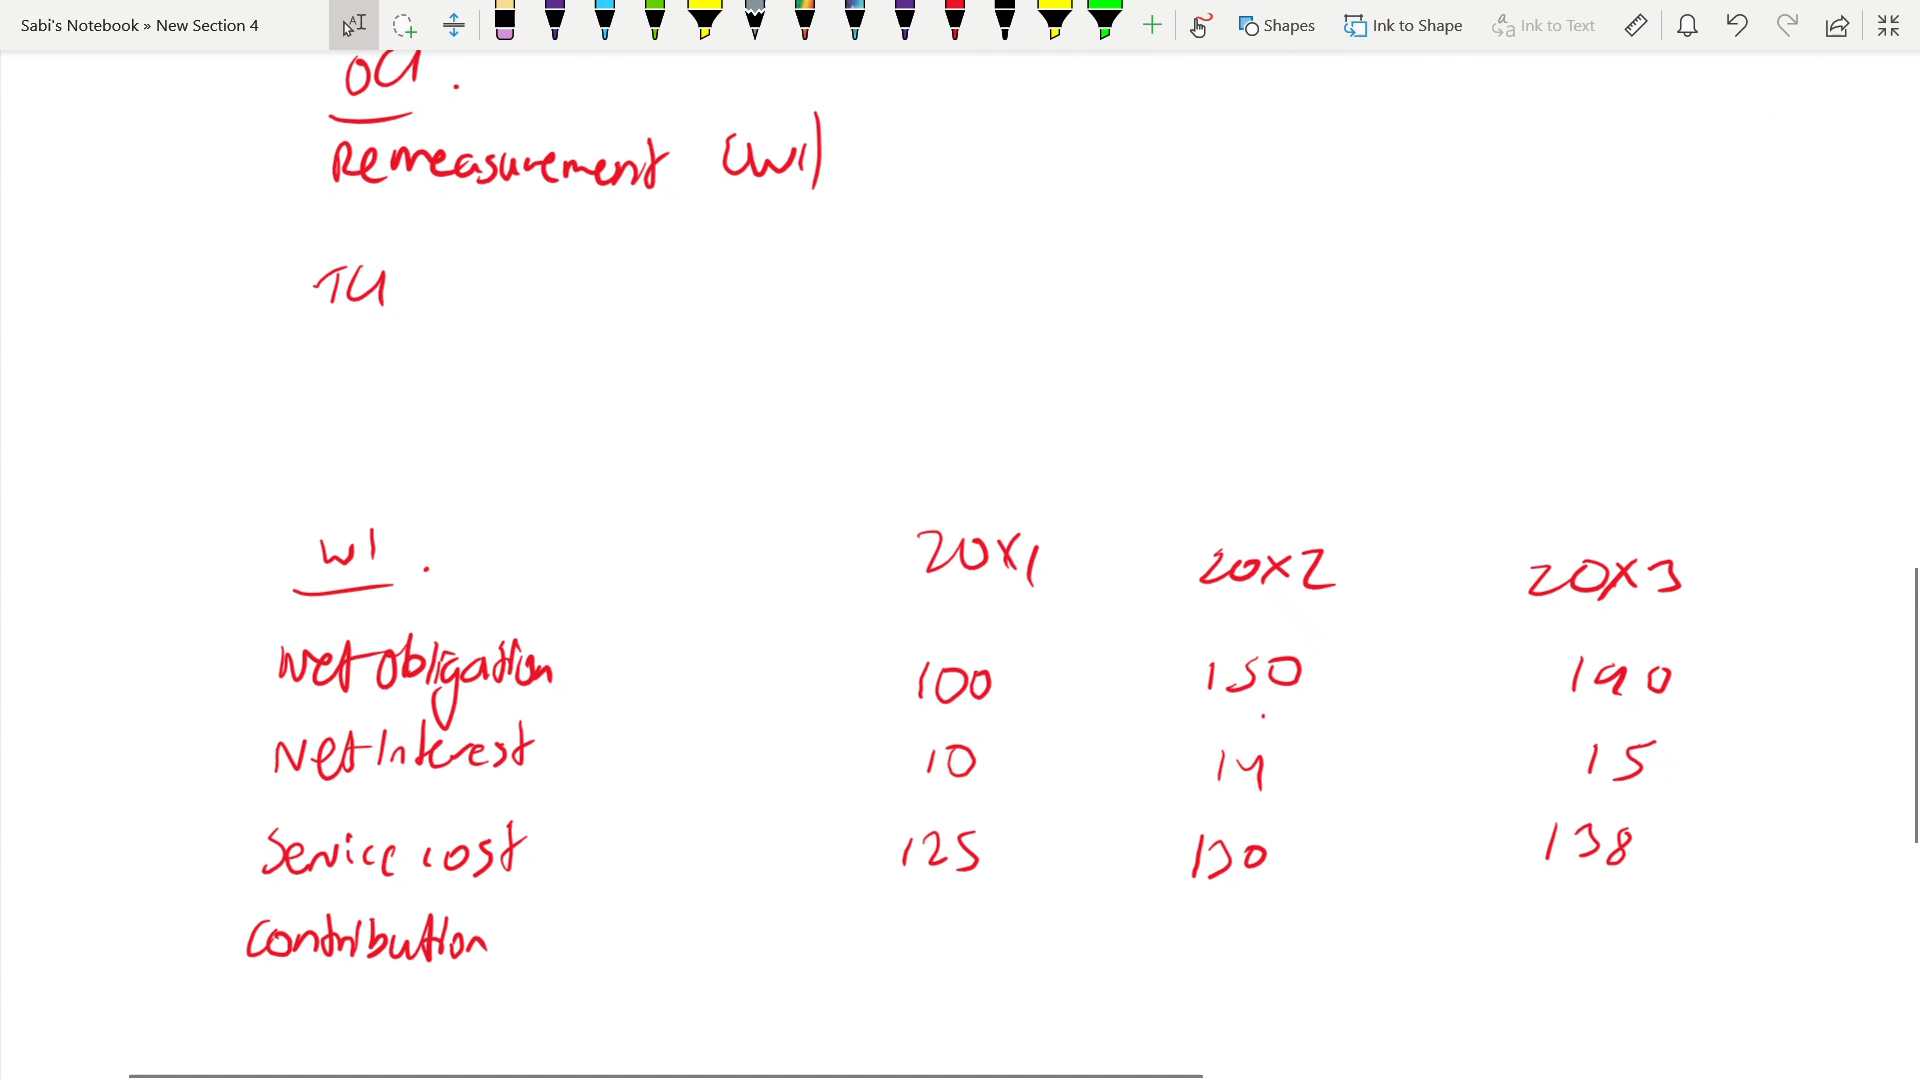 Sabi's Notebook » New Section 4
Shapes
Ink to Shape
Ink to Text
OCI .
Remeasurement (W1)
TCI
W1 . 20X1 20X2 20X3
Net obligation 100 150 190
Net Interest 10 14 15
Service cost 125 130 138
Contribution